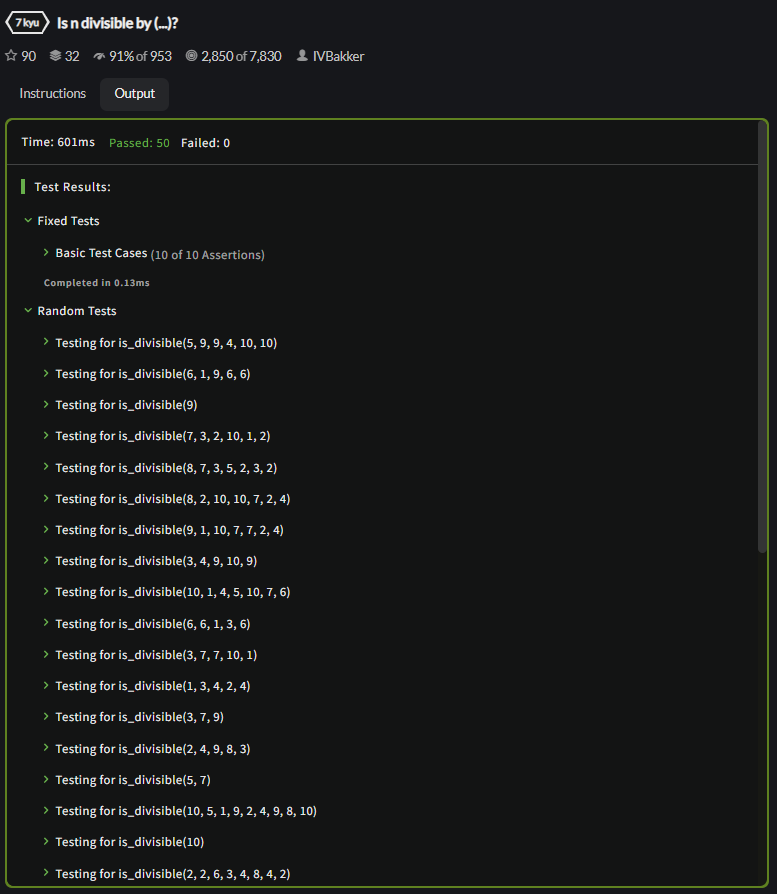 7 kyu Is n divisible by (...)?
90 32 91% of 953 2,850 of 7,830 IVBakker
Instructions Output
Time: 601ms Passed: 50 Failed: 0
Test Results:
Fixed Tests
Basic Test Cases (10 of 10 Assertions)
Completed in 0.13ms
Random Tests
Testing for is_divisible(5, 9, 9, 4, 10, 10)
Testing for is_divisible(6, 1, 9, 6, 6)
Testing for is_divisible(9)
Testing for is_divisible(7, 3, 2, 10, 1, 2)
Testing for is_divisible(8, 7, 3, 5, 2, 3, 2)
Testing for is_divisible(8, 2, 10, 10, 7, 2, 4)
Testing for is_divisible(9, 1, 10, 7, 7, 2, 4)
Testing for is_divisible(3, 4, 9, 10, 9)
Testing for is_divisible(10, 1, 4, 5, 10, 7, 6)
Testing for is_divisible(6, 6, 1, 3, 6)
Testing for is_divisible(3, 7, 7, 10, 1)
Testing for is_divisible(1, 3, 4, 2, 4)
Testing for is_divisible(3, 7, 9)
Testing for is_divisible(2, 4, 9, 8, 3)
Testing for is_divisible(5, 7)
Testing for is_divisible(10, 5, 1, 9, 2, 4, 9, 8, 10)
Testing for is_divisible(10)
Testing for is_divisible(2, 2, 6, 3, 4, 8, 4, 2)